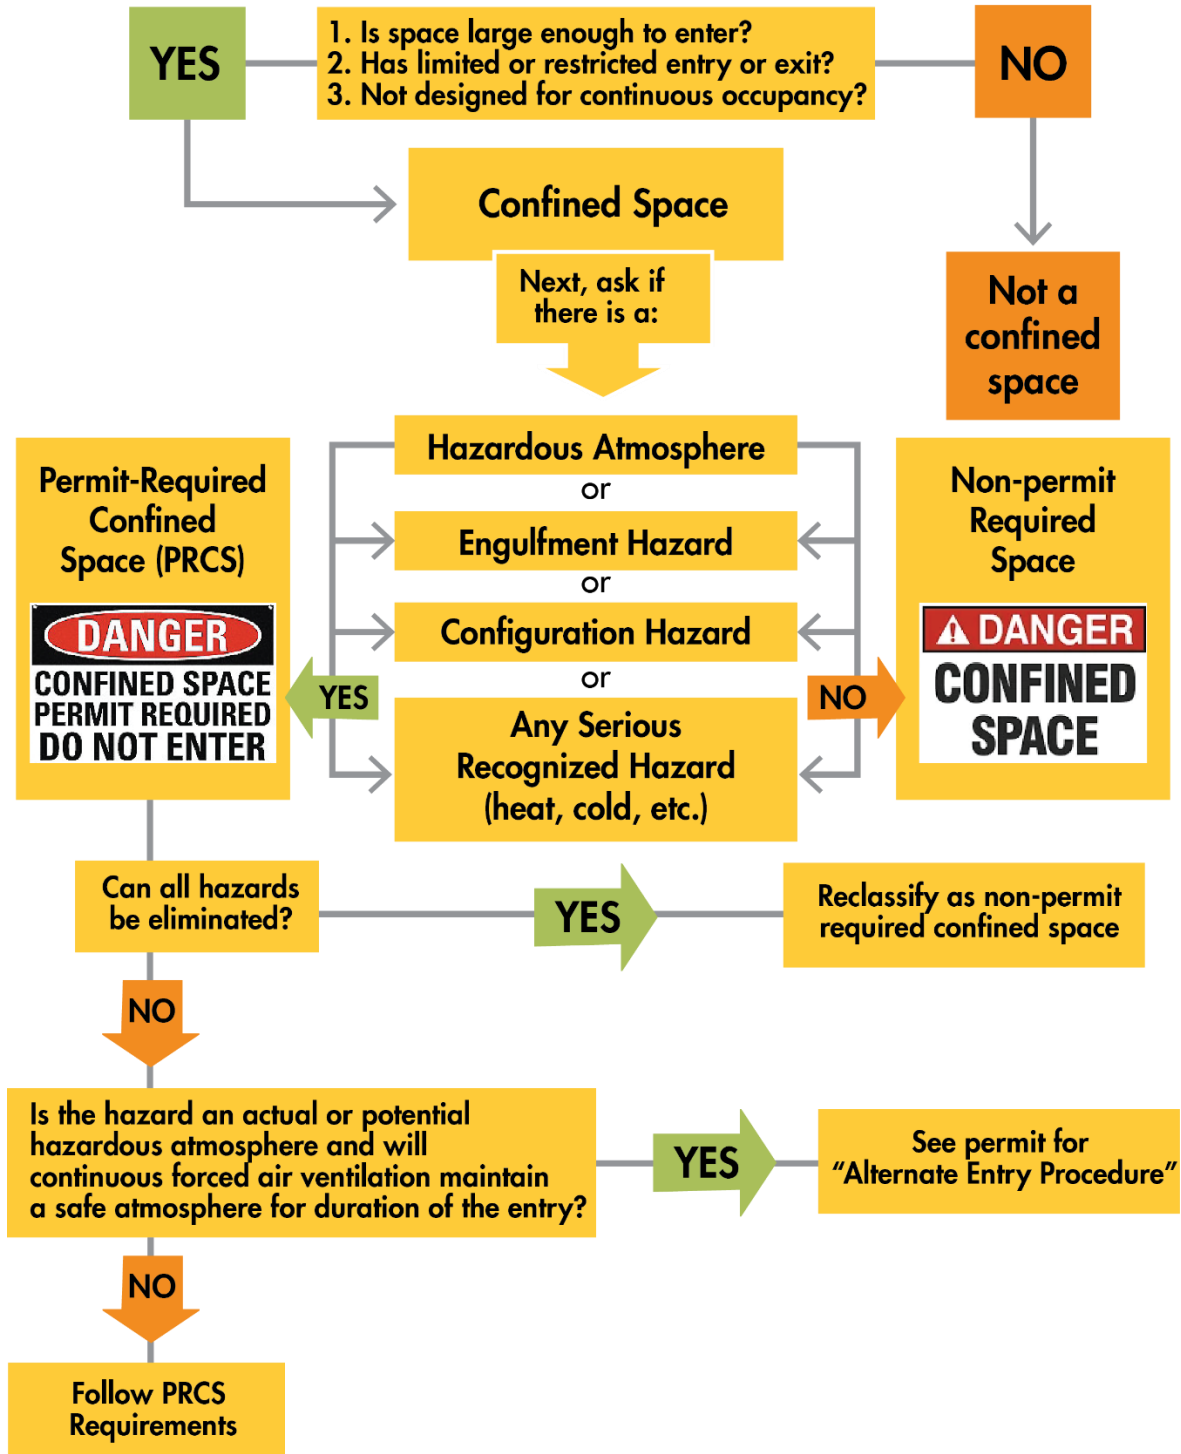 YES
1. Is space large enough to enter?
2. Has limited or restricted entry or exit?
3. Not designed for continuous occupancy?
NO
Confined Space
Next, ask if
there is a:
Not a
confined
space
Hazardous Atmosphere
or
Engulfment Hazard
or
Configuration Hazard
or
Any Serious
Recognized Hazard
(heat, cold, etc.)
Permit-Required
Confined
Space (PRCS)
DANGER
CONFINED SPACE
PERMIT REQUIRED
DO NOT ENTER
YES
NO
Non-permit
Required
Space
DANGER
CONFINED
SPACE
Can all hazards
be eliminated?
YES
Reclassify as non-permit
required confined space
NO
Is the hazard an actual or potential
hazardous atmosphere and will
continuous forced air ventilation maintain
a safe atmosphere for duration of the entry?
YES
See permit for
“Alternate Entry Procedure”
NO
Follow PRCS
Requirements